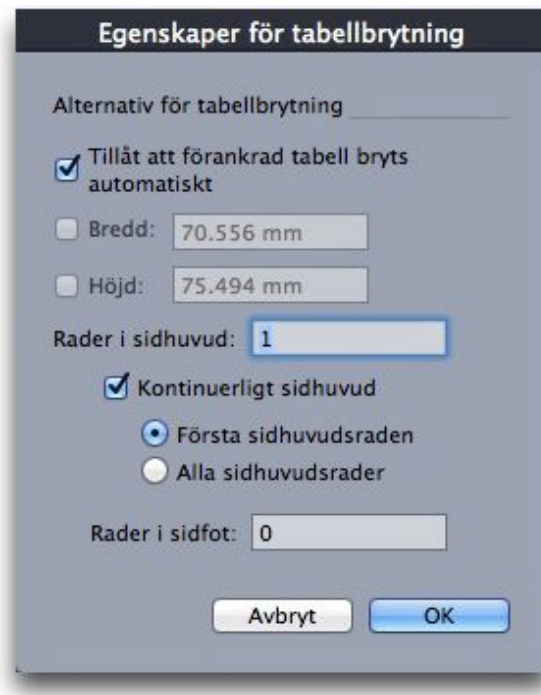 Egenskaper för tabellbrytning
Alternativ för tabellbrytning
Tillåt att förankrad tabell bryts
automatiskt
Bredd: 70.556 mm
Höjd: 75.494 mm
Rader i sidhuvud: 1
Kontinuerligt sidhuvud
Första sidhuvudsraden
Alla sidhuvudsrader
Rader i sidfot: 0
Avbryt OK